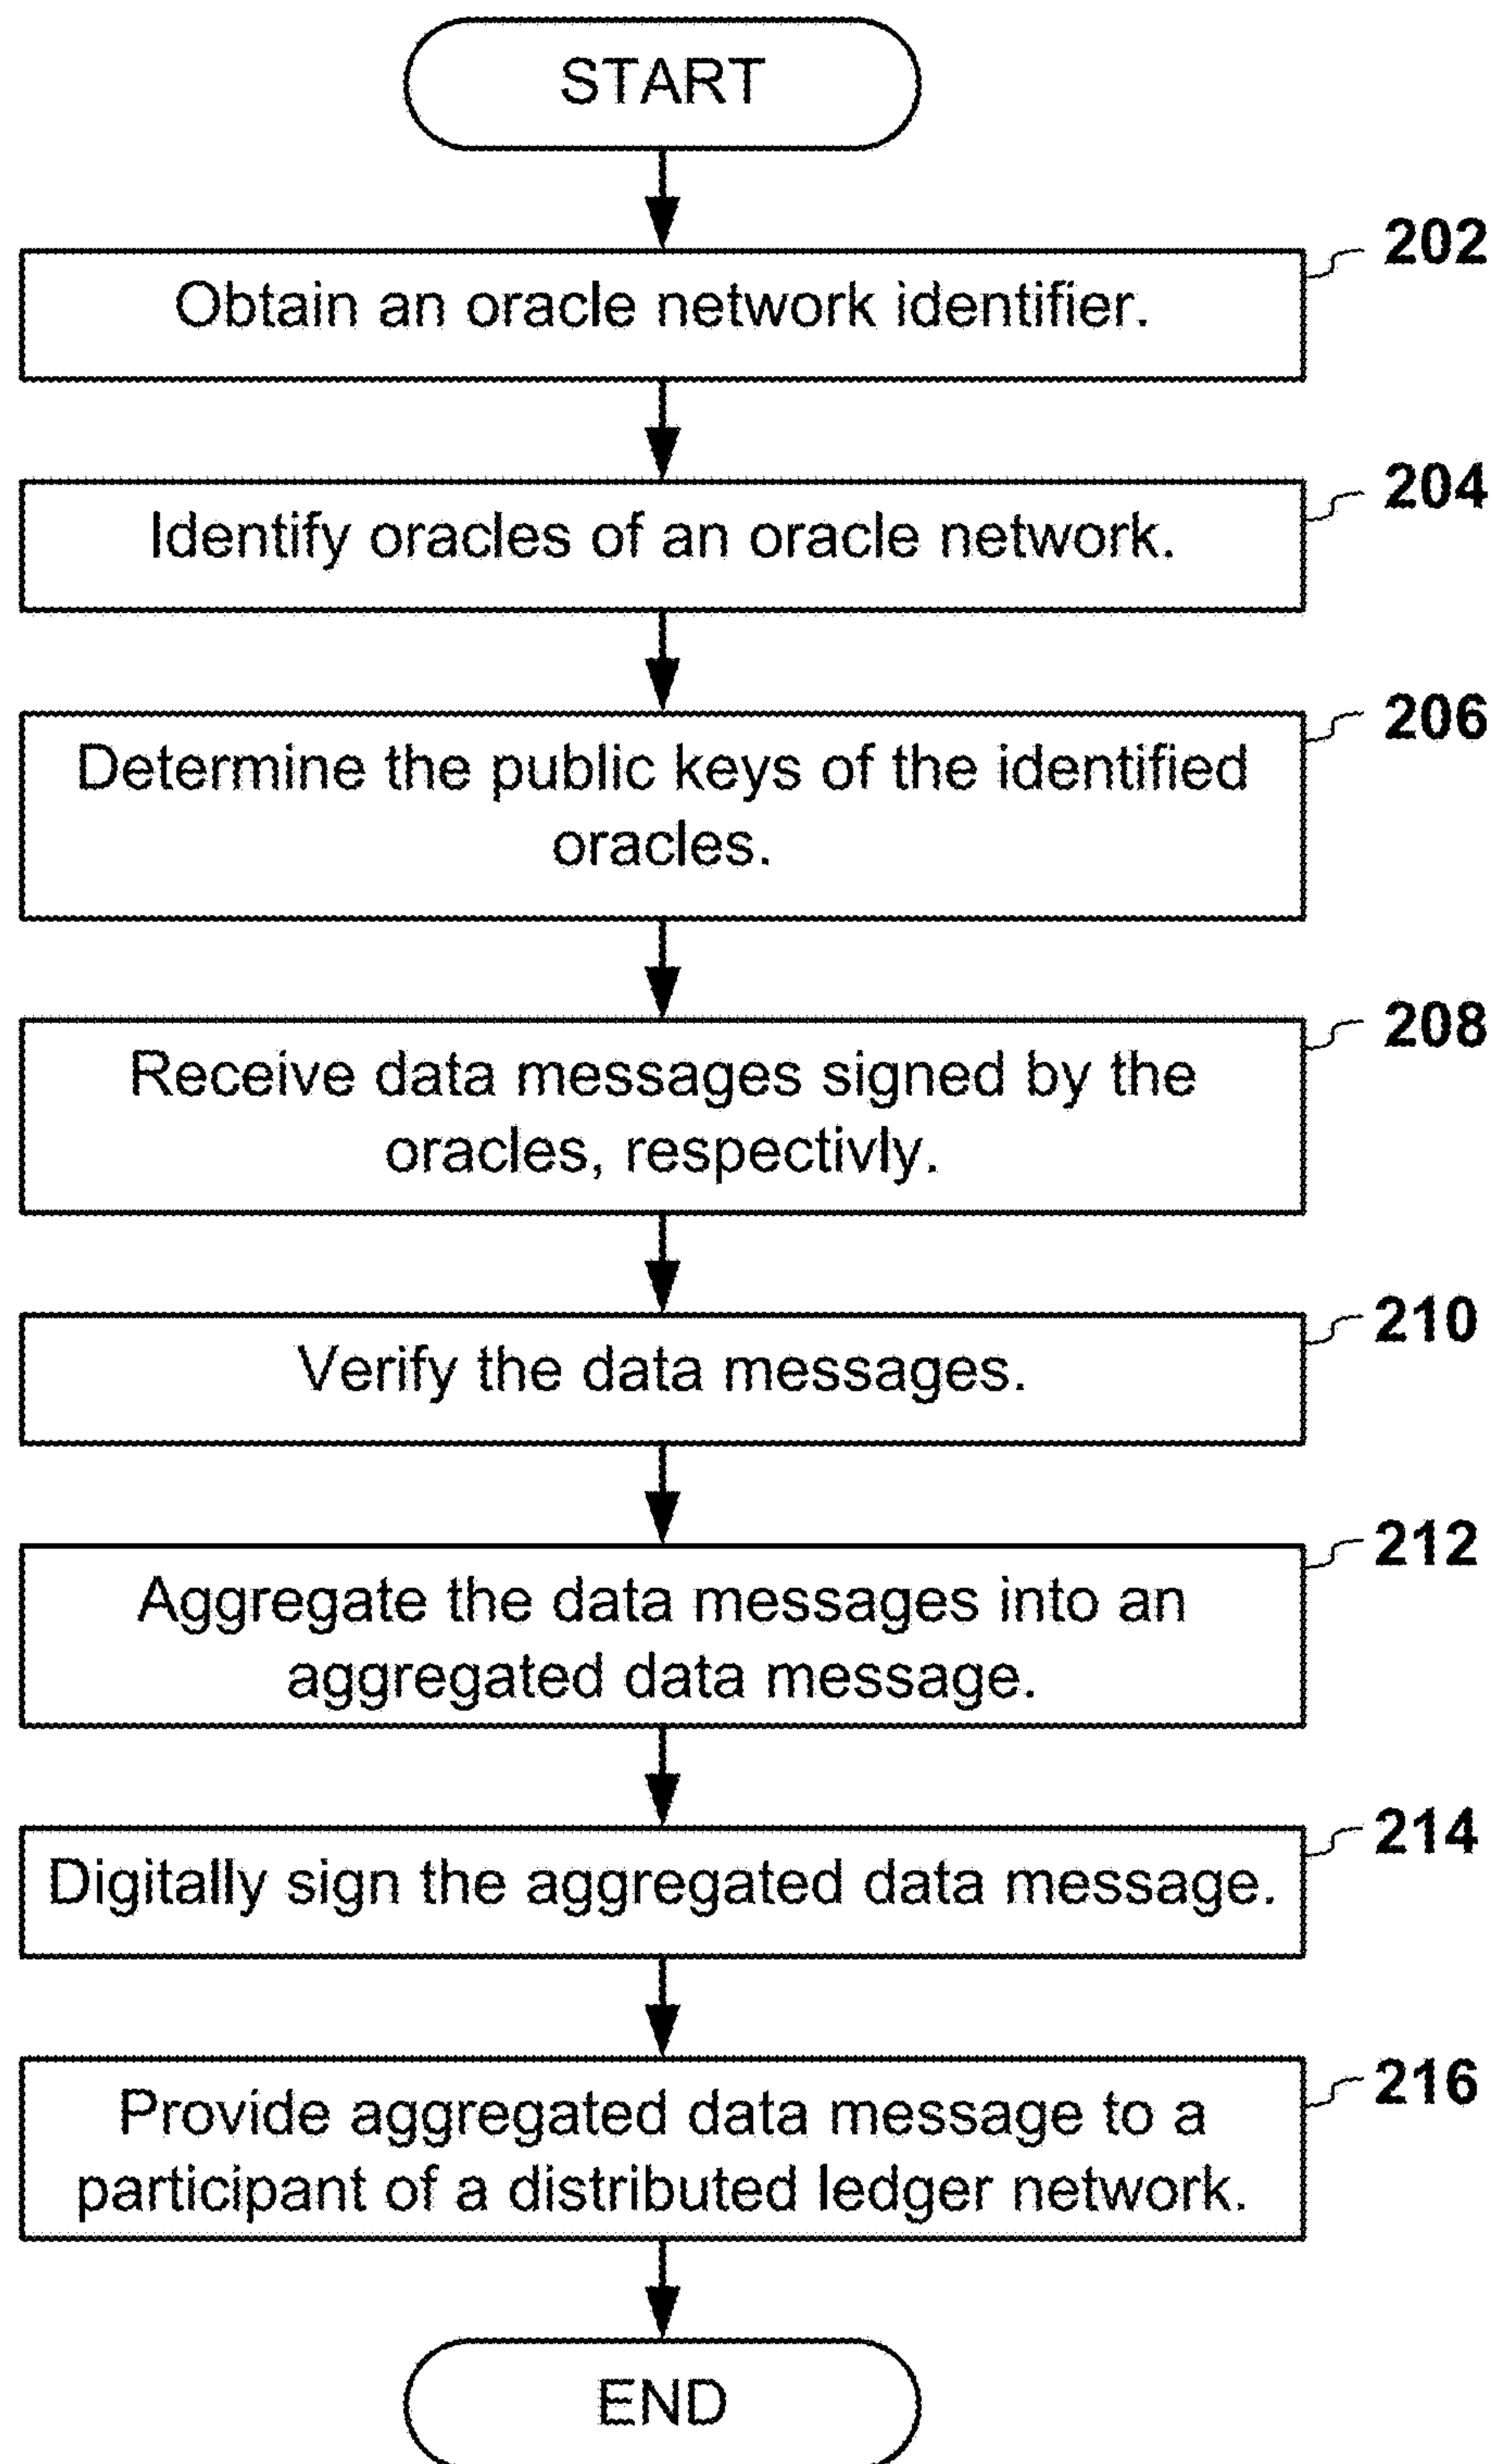 START
202
Obtain an oracle network identifier.
204
Identify oracles of an oracle network.
206
Determine the public keys of the identified
oracles.
208
Receive data messages signed by the
oracles, respectivly.
210
Verify the data messages.
212
Aggregate the data messages into an
aggregated data message.
214
Digitally sign the aggregated data message.
216
Provide aggregated data message to a
participant of a distributed ledger network.
END